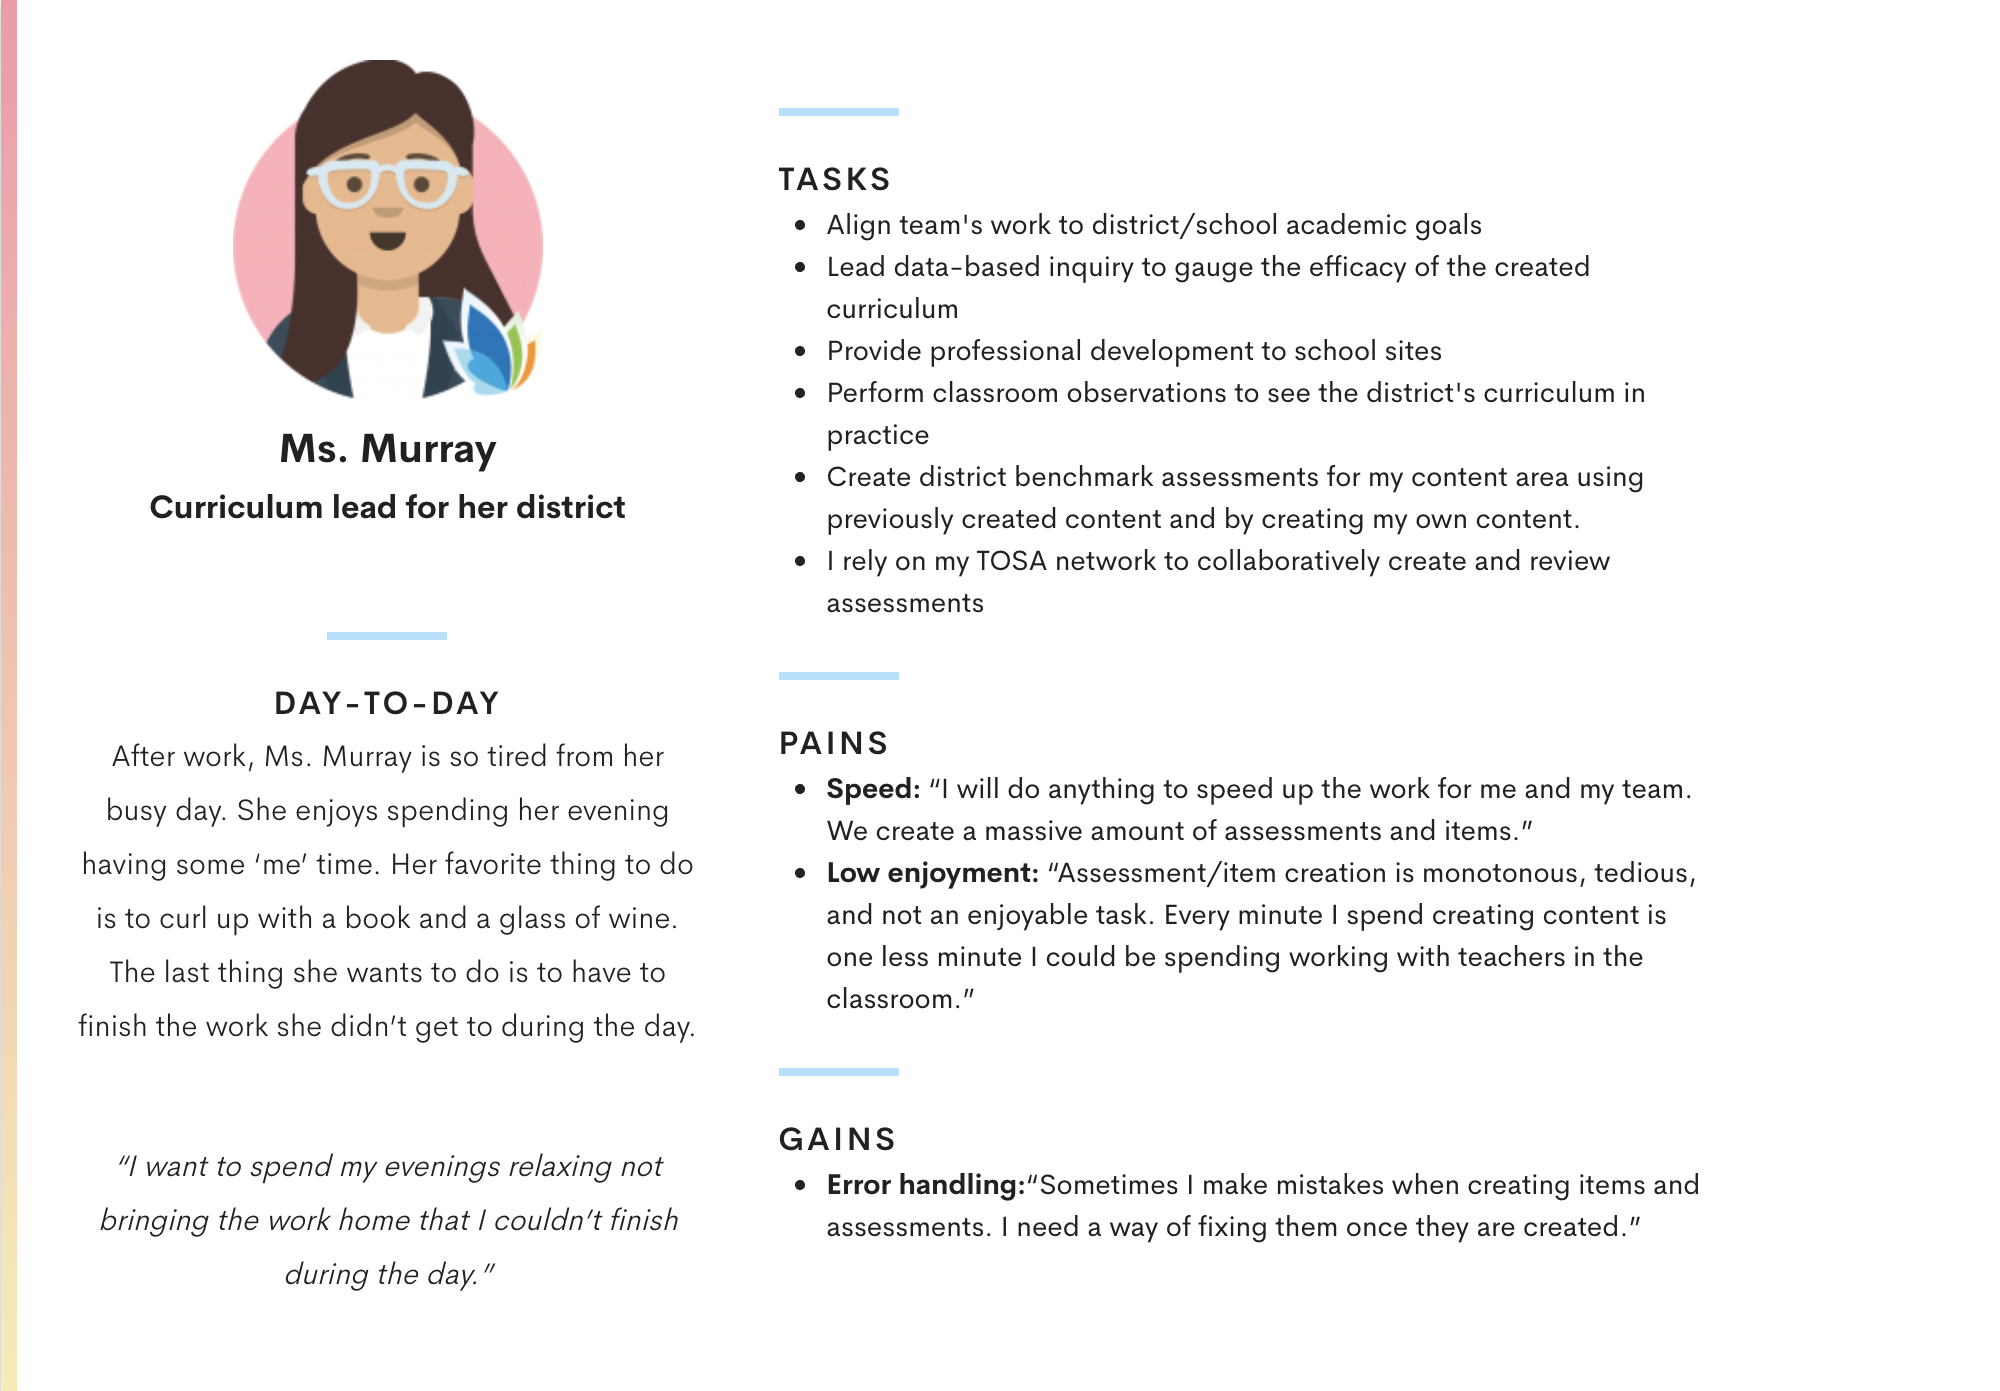 Ms. Murray
Curriculum lead for her district
DAY-TO-DAY
After work, Ms. Murray is so tired from her
busy day. She enjoys spending her evening
having some ‘me’ time. Her favorite thing to do
is to curl up with a book and a glass of wine.
The last thing she wants to do is to have to
finish the work she didn’t get to during the day.
“I want to spend my evenings relaxing not
bringing the work home that I couldn’t finish
during the day.”
TASKS
• Align team's work to district/school academic goals
• Lead data-based inquiry to gauge the efficacy of the created
curriculum
• Provide professional development to school sites
• Perform classroom observations to see the district's curriculum in
practice
• Create district benchmark assessments for my content area using
previously created content and by creating my own content.
• I rely on my TOSA network to collaboratively create and review
assessments
PAINS
• Speed: “I will do anything to speed up the work for me and my team.
We create a massive amount of assessments and items.”
• Low enjoyment: “Assessment/item creation is monotonous, tedious,
and not an enjoyable task. Every minute I spend creating content is
one less minute I could be spending working with teachers in the
classroom.”
GAINS
• Error handling:“Sometimes I make mistakes when creating items and
assessments. I need a way of fixing them once they are created.”